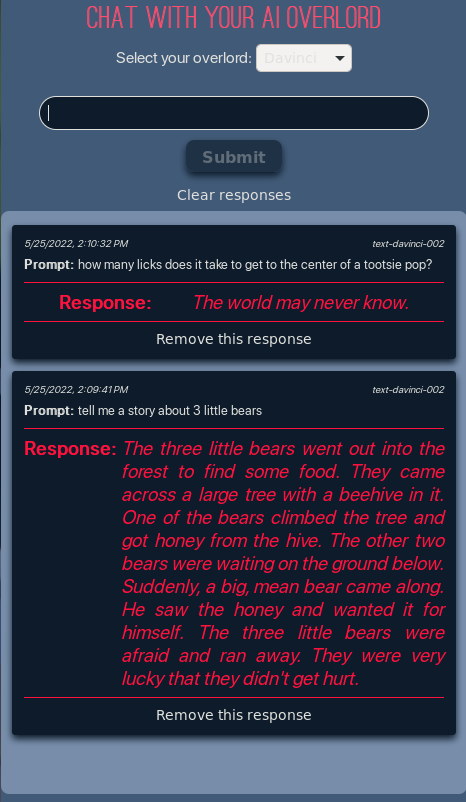 CHAT WITH YOUR AI OVERLORD
Select your overlord: Davinci
Submit
Clear responses
5/25/2022, 2:10:32 PM text-davinci-002
Prompt: how many licks does it take to get to the center of a tootsie pop?
Response: The world may never know.
Remove this response
5/25/2022, 2:09:41 PM text-davinci-002
Prompt: tell me a story about 3 little bears
Response: The three little bears went out into the
forest to find some food. They came
across a large tree with a beehive in it.
One of the bears climbed the tree and
got honey from the hive. The other two
bears were waiting on the ground below.
Suddenly, a big, mean bear came along.
He saw the honey and wanted it for
himself. The three little bears were
afraid and ran away. They were very
lucky that they didn't get hurt.
Remove this response